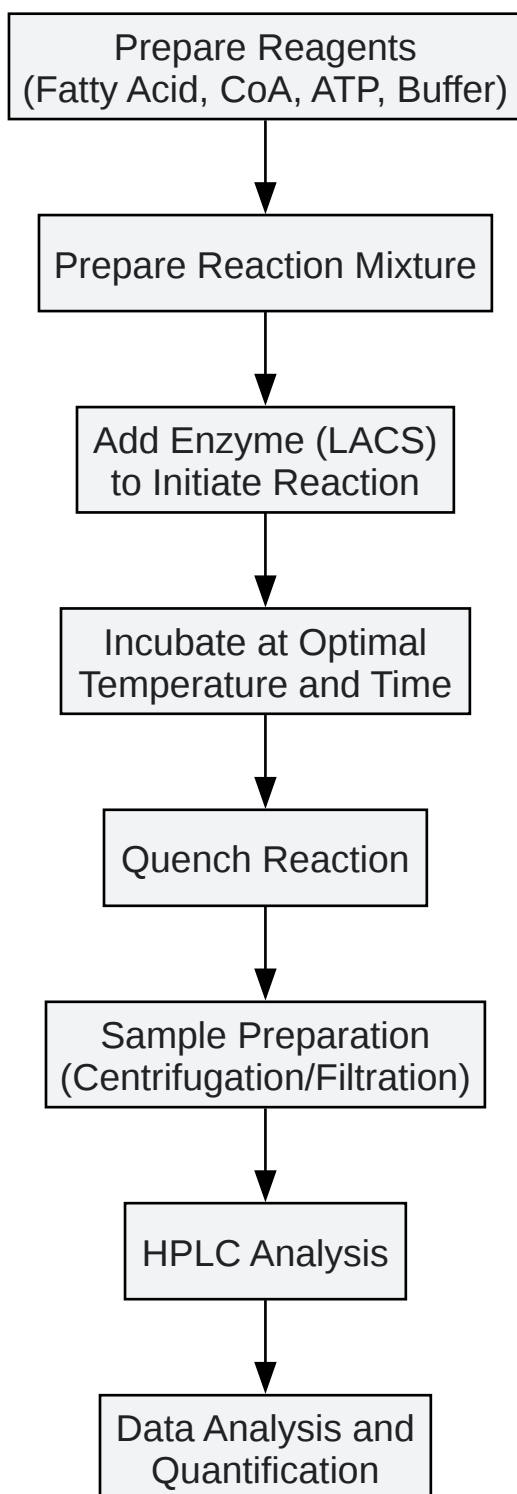 Prepare Reagents
(Fatty Acid, CoA, ATP, Buffer)
Prepare Reaction Mixture
Add Enzyme (LACS)
to Initiate Reaction
Incubate at Optimal
Temperature and Time
Quench Reaction
Sample Preparation
(Centrifugation/Filtration)
HPLC Analysis
Data Analysis and
Quantification